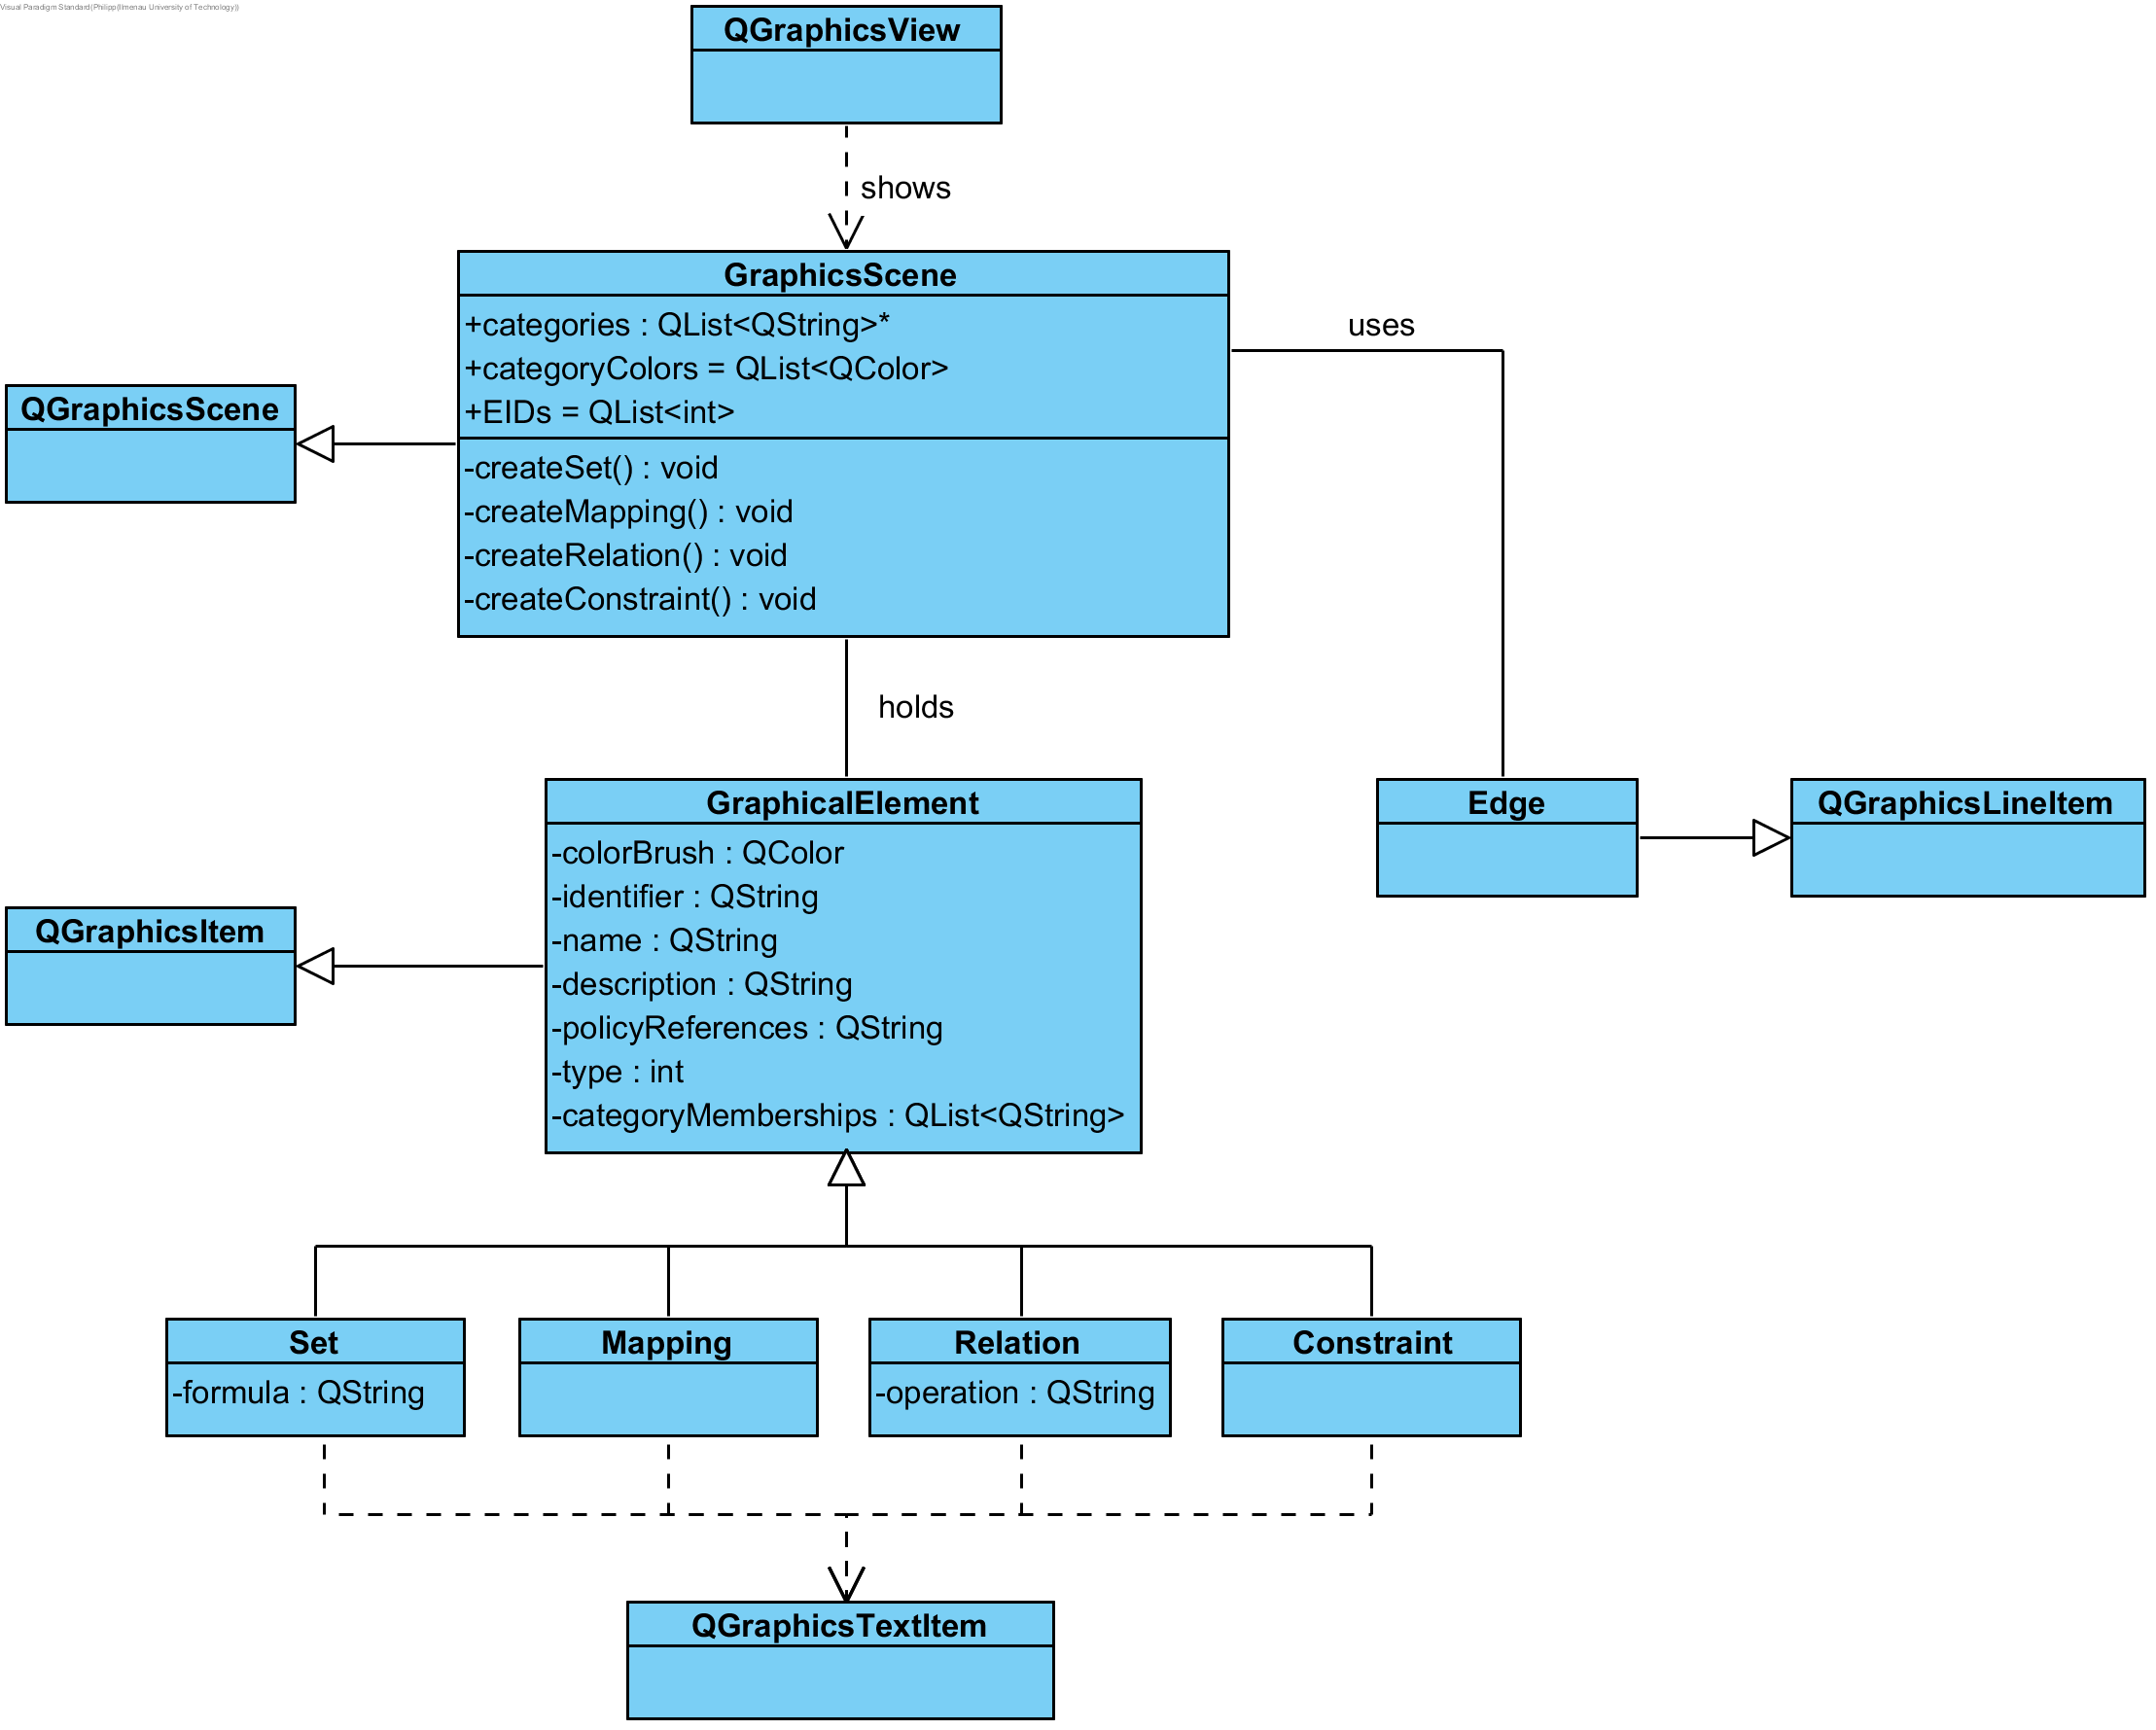 Visual Paradigm Standard(Philipp(Ilmenau University of Technology))
QGraphicsView
shows
GraphicsScene
+categories : QList<QString>*
+categoryColors = QList<QColor>
+EIDs = QList<int>
-createSet() : void
-createMapping() : void
-createRelation() : void
-createConstraint() : void
uses
QGraphicsScene
holds
GraphicalElement
-colorBrush : QColor
-identifier : QString
-name : QString
-description : QString
-policyReferences : QString
-type : int
-categoryMemberships : QList<QString>
Edge
QGraphicsLineItem
QGraphicsItem
Set
-formula : QString
Mapping
Relation
-operation : QString
Constraint
QGraphicsTextItem